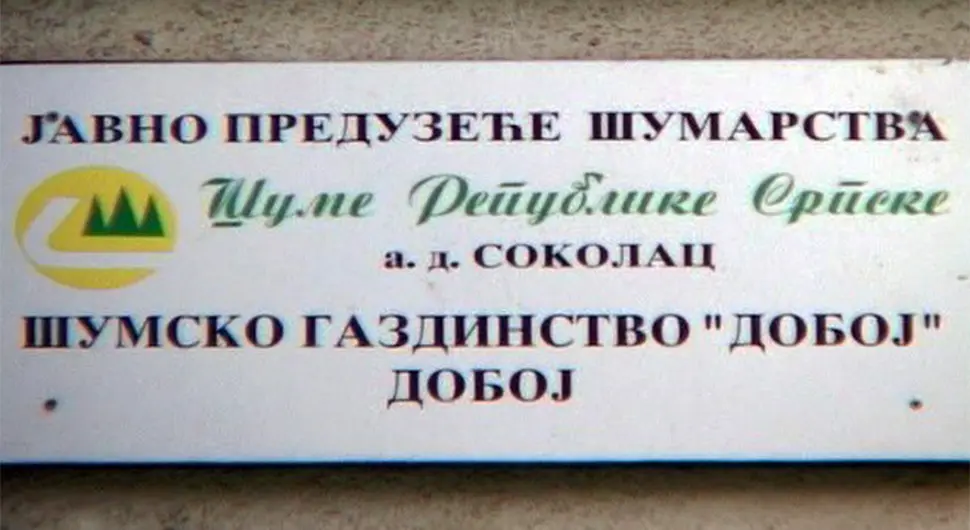 ЈАВНО ПРЕДУЗЕЋЕ ШУМАРСТВА
Шуме Републике Српске
а. д. СОКОЛАЦ
ШУМСКО ГАЗДИНСТВО "ДОБОЈ"
ДОБОЈ